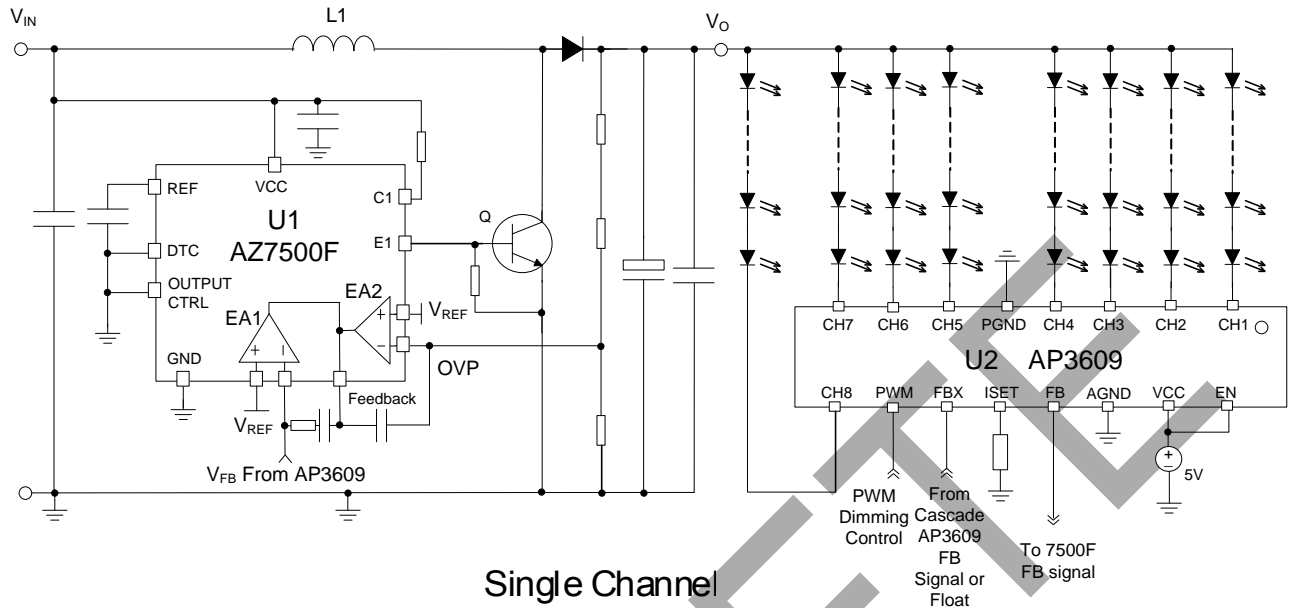 VIN
L1
VO
REF
VCC
C1
U1
AZ7500F
Q
E1
DTC
OUTPUT
CTRL
EA1
EA2
+
VREF
−
OVP
GND
+ −
Feedback
VREF
VFB From AP3609
CH7 CH6 CH5 PGND CH4 CH3 CH2 CH1
U2 AP3609
CH8 PWM FBX ISET FB AGND VCC EN
+
−
5V
PWM
Dimming
Control
From
Cascade
AP3609
FB
Signal or
Float
To 7500F
FB signal
Single Channel